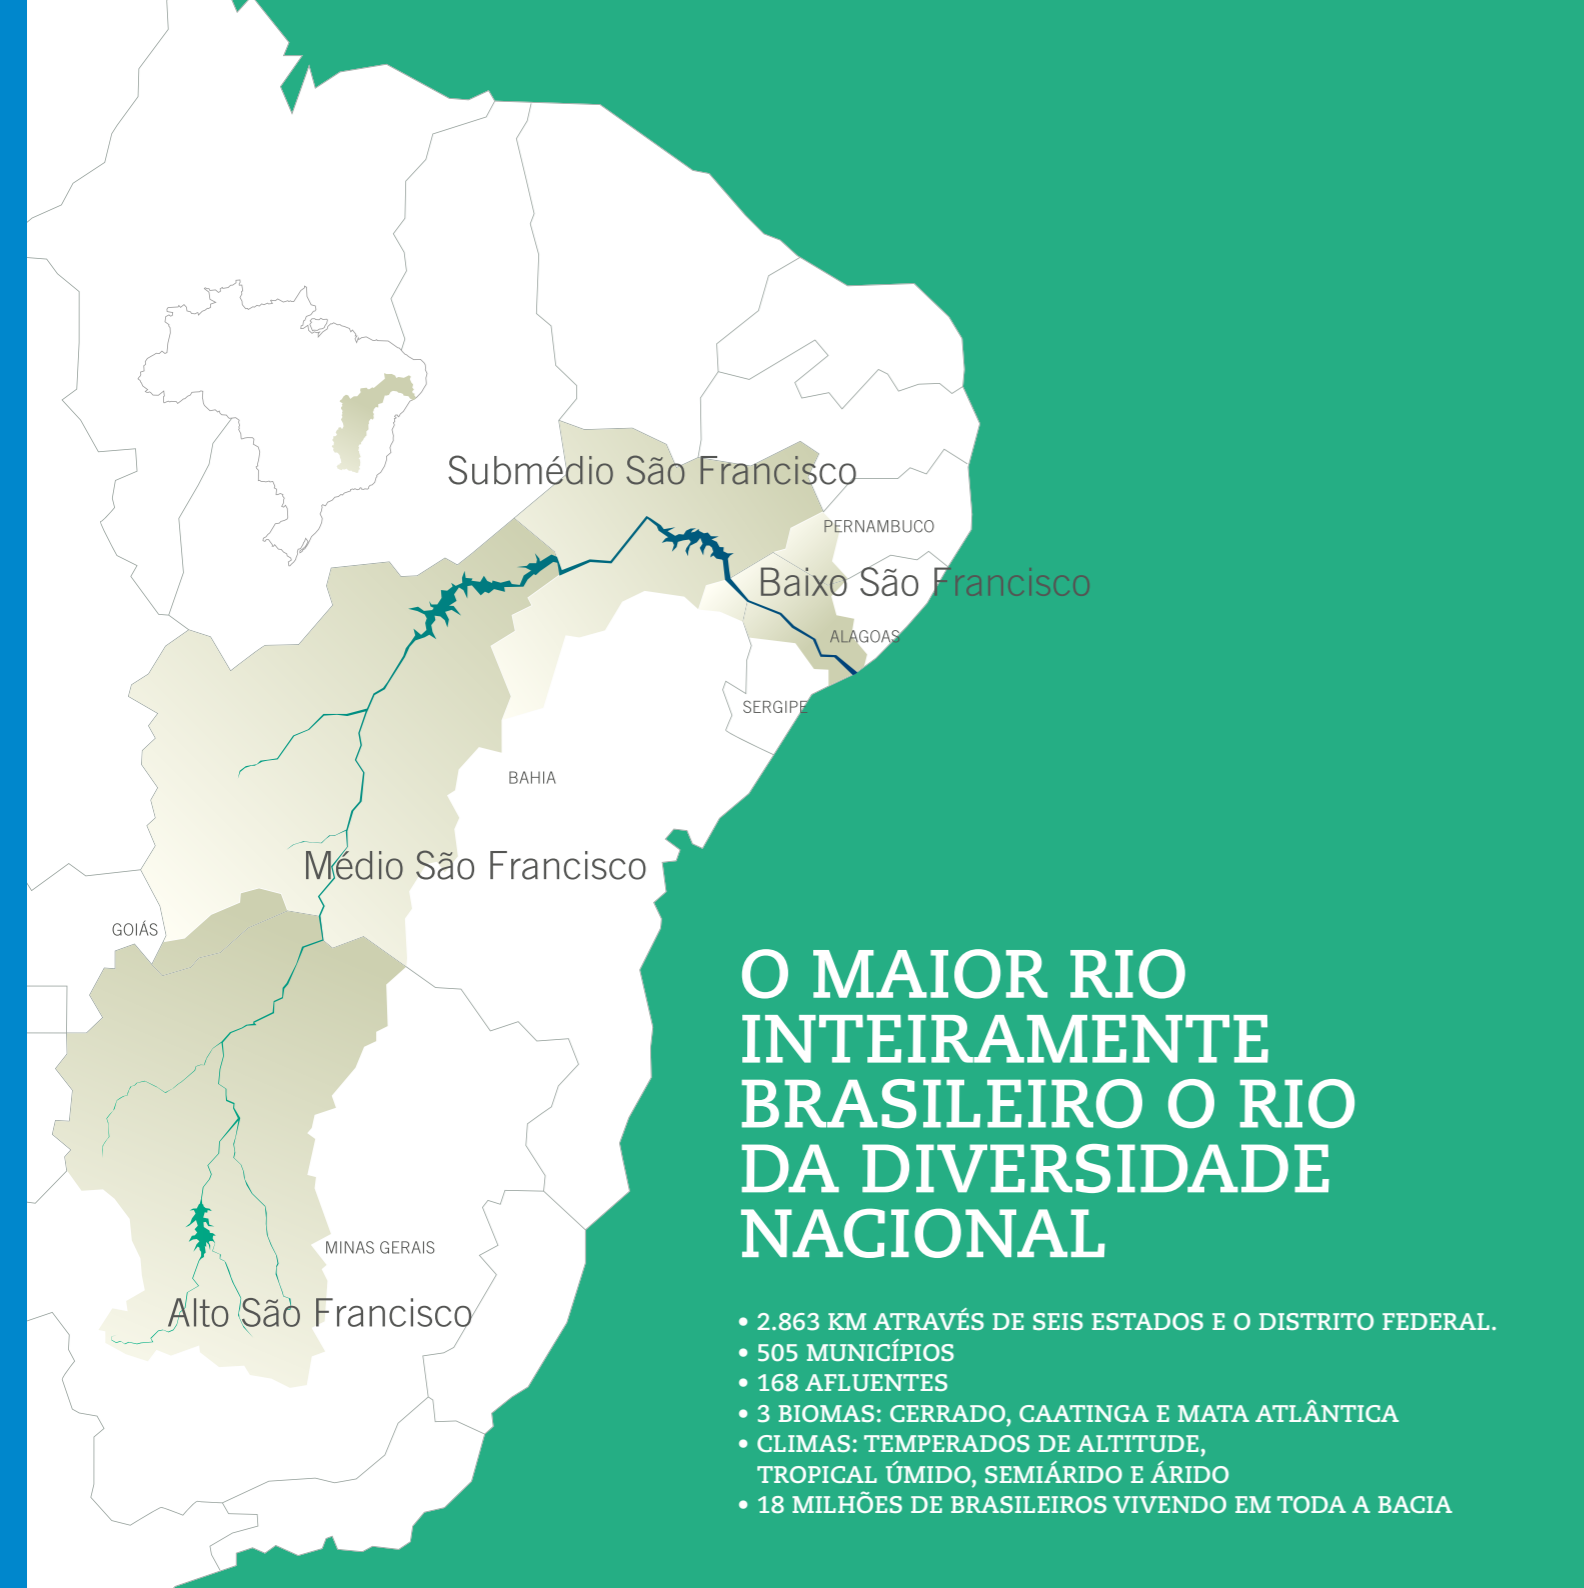 Submédio São Francisco
PERNAMBUCO
Baixo São Francisco
ALAGOAS
SERGIPE
BAHIA
Médio São Francisco
GOIÁS
MINAS GERAIS
Alto São Francisco
O MAIOR RIO
INTEIRAMENTE
BRASILEIRO O RIO
DA DIVERSIDADE
NACIONAL
• 2.863 KM ATRAVÉS DE SEIS ESTADOS E O DISTRITO FEDERAL.
• 505 MUNICÍPIOS
• 168 AFLUENTES
• 3 BIOMAS: CERRADO, CAATINGA E MATA ATLÂNTICA
• CLIMAS: TEMPERADOS DE ALTITUDE,
TROPICAL ÚMIDO, SEMIÁRIDO E ÁRIDO
• 18 MILHÕES DE BRASILEIROS VIVENDO EM TODA A BACIA